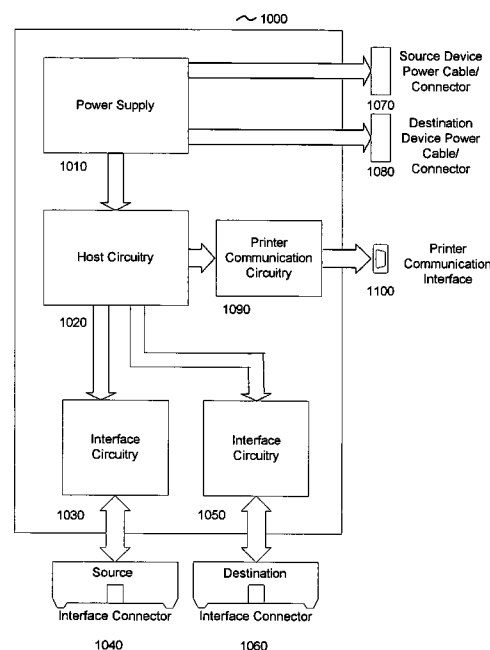 1000
Power Supply
1010
Source Device
Power Cable/
Connector
1070
Destination
Device Power
Cable/
Connector
1080
Host Circuitry
1020
Printer
Communication
Circuitry
1090
Printer
Communication
Interface
1100
Interface
Circuitry
1030
Interface
Circuitry
1050
Source
Interface Connector
1040
Destination
Interface Connector
1060